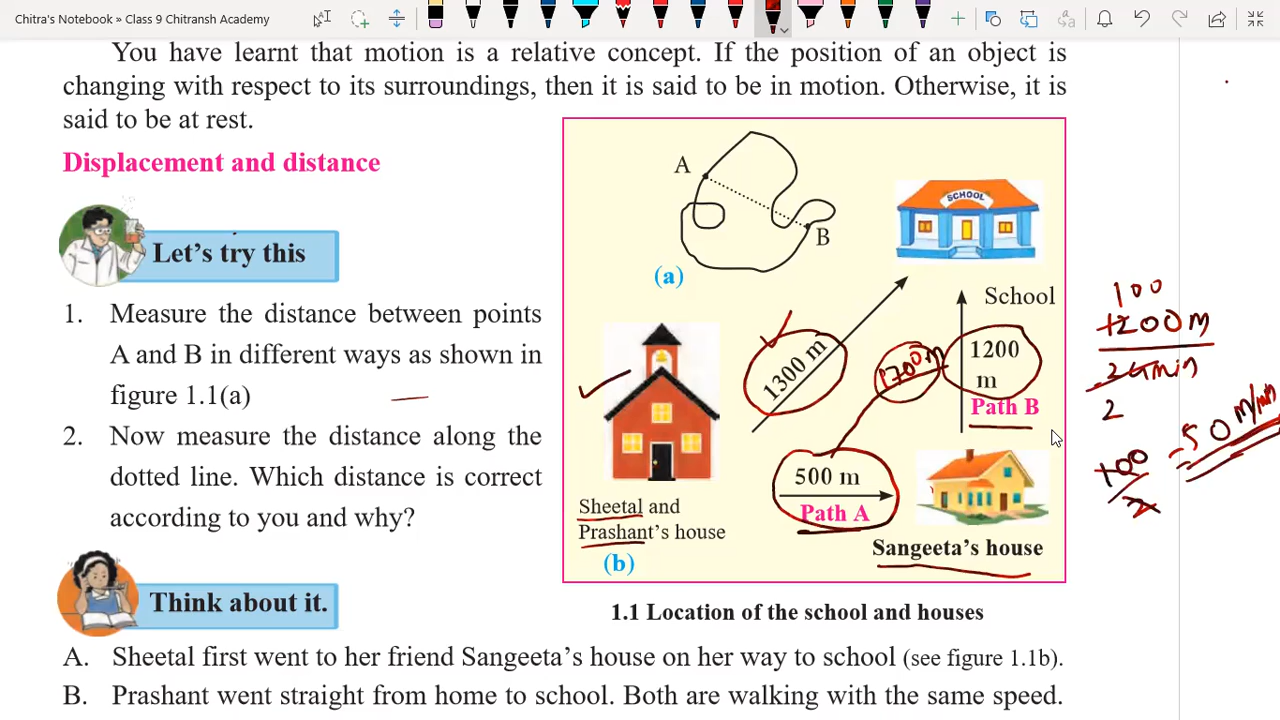 Chitra's Notebook » Class 9 Chitransh Academy
You have learnt that motion is a relative concept. If the position of an object is
changing with respect to its surroundings, then it is said to be in motion. Otherwise, it is
said to be at rest.
Displacement and distance
Let's try this
1. Measure the distance between points
A and B in different ways as shown in
figure 1.1(a)
2. Now measure the distance along the
dotted line. Which distance is correct
according to you and why?
A
B
(a)
SCHOOL
School
1300 m
1700m
1200
m
Path B
500 m
Path A
Sheetal and
Prashant's house
(b)
Sangeeta's house
1.1 Location of the school and houses
100
1200m
24min
2
100
2
50 m/min
Think about it.
A. Sheetal first went to her friend Sangeeta's house on her way to school (see figure 1.1b).
B. Prashant went straight from home to school. Both are walking with the same speed.